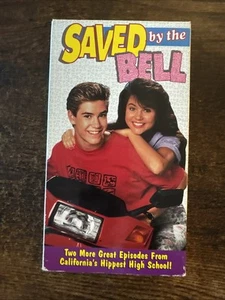 SAVED by the
BELL
Two More Great Episodes From
California's Hippest High School!